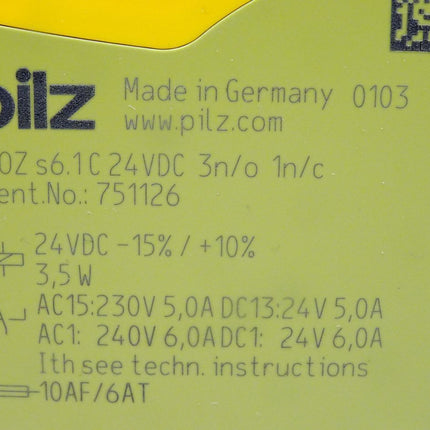 pilz Made in Germany 0103
www.pilz.com
OZ s6.1 C 24VDC 3n/o 1n/c
ent.No.: 751126
24VDC -15% / +10%
3,5 W
AC15:230V 5,0A DC13:24V 5,0A
AC1: 240V 6,0A DC1: 24V 6,0A
Ith see techn. instructions
10AF/6AT